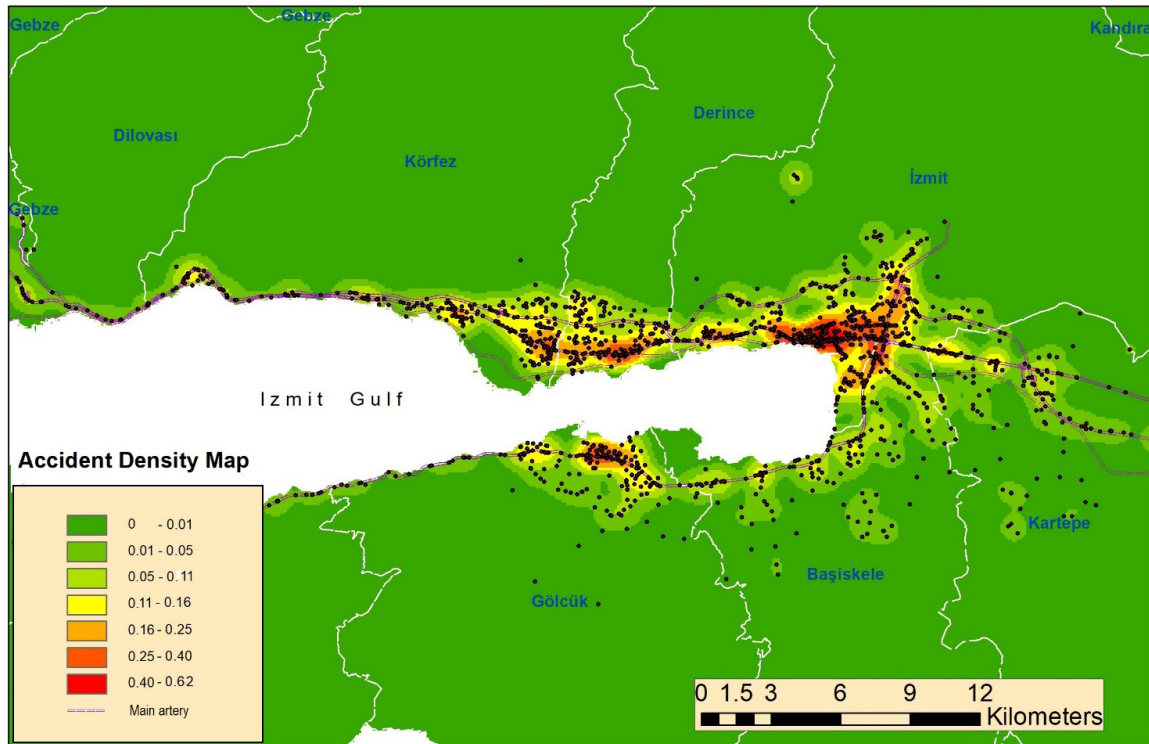 Gebze
Gebze
Kandıra
Derince
Dilovası
Körfez
İzmit
Gebze
Izmit Gulf
Accident Density Map
0 - 0.01
0.01 - 0.05
0.05 - 0.11
0.11 - 0.16
0.16 - 0.25
0.25 - 0.40
0.40 - 0.62
Main artery
Kartepe
Başiskele
Gölcük
0 1.5 3 6 9 12
Kilometers